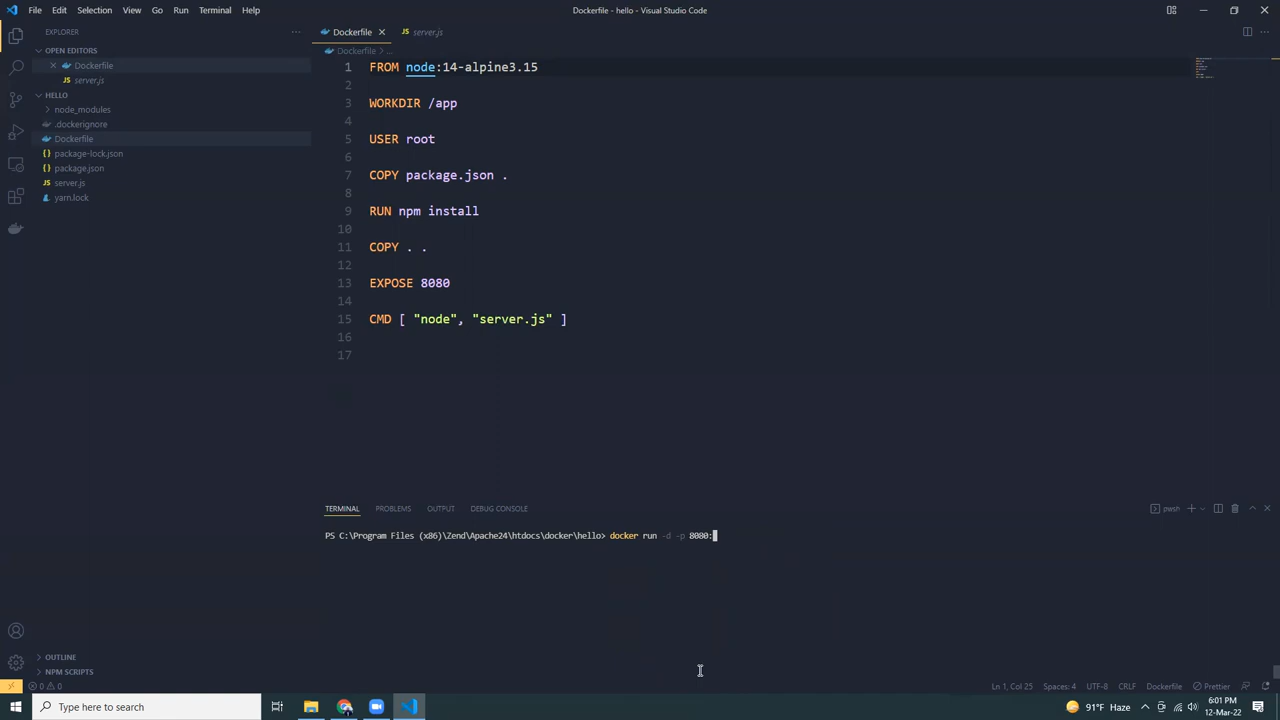 File Edit Selection View Go Run Terminal Help
Dockerfile - hello - Visual Studio Code
EXPLORER
OPEN EDITORS
Dockerfile
server.js
HELLO
node_modules
.dockerignore
Dockerfile
package-lock.json
package.json
server.js
yarn.lock
OUTLINE
NPM SCRIPTS
Dockerfile
server.js
Dockerfile > ...
1 FROM node:14-alpine3.15
2
3 WORKDIR /app
4
5 USER root
6
7 COPY package.json .
8
9 RUN npm install
10
11 COPY . .
12
13 EXPOSE 8080
14
15 CMD [ "node", "server.js" ]
16
17
TERMINAL PROBLEMS OUTPUT DEBUG CONSOLE
pwsh
PS C:\Program Files (x86)\Zend\Apache24\htdocs\docker\hello> docker run -d -p 8080:
0 0
Ln 1, Col 25 Spaces: 4 UTF-8 CRLF Dockerfile Prettier
Type here to search
91°F Haze
6:01 PM
12-Mar-22